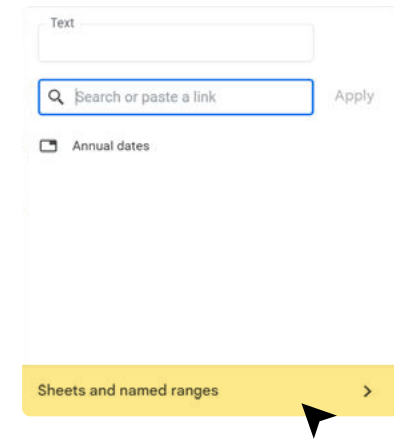 Text
Search or paste a link Apply
Annual dates
Sheets and named ranges